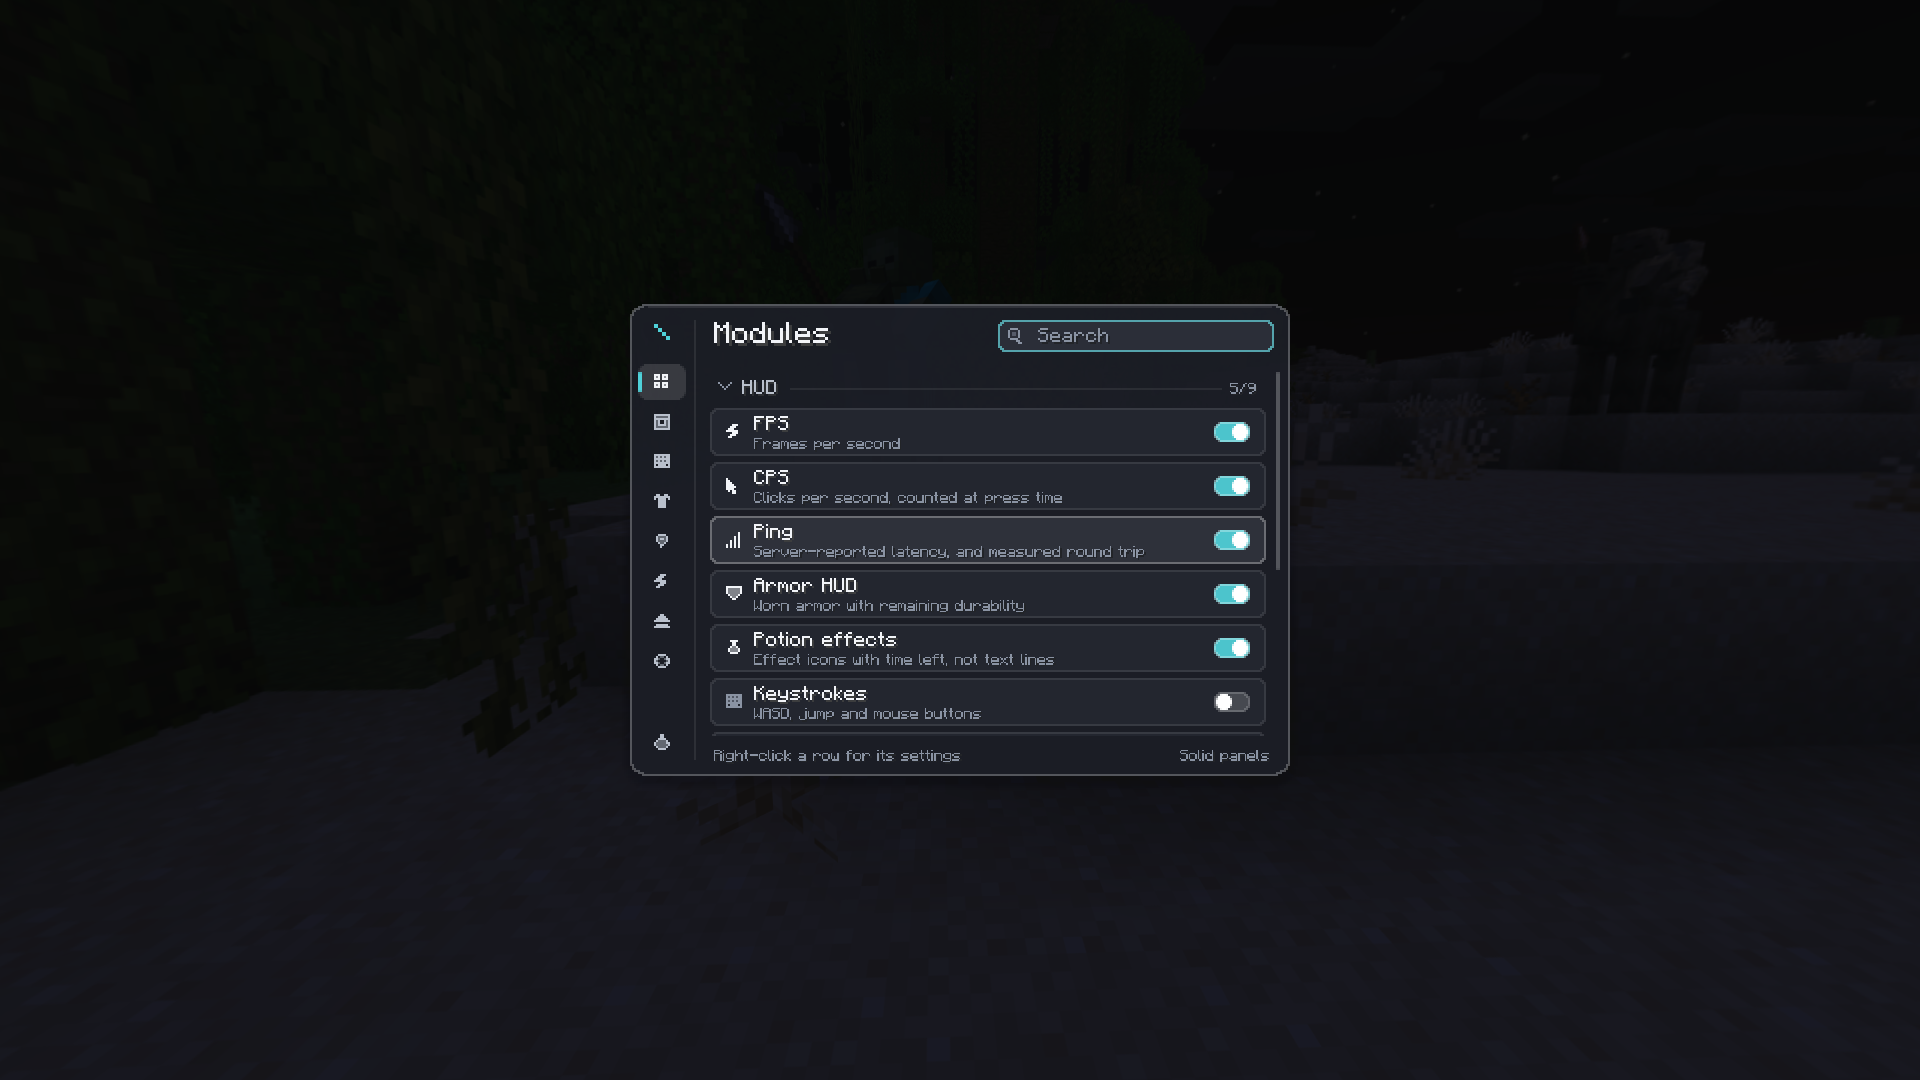 Modules
Search
HUD
5/9
FPS
Frames per second
CPS
Clicks per second, counted at press time
Ping
Server-reported latency, and measured round trip
Armor HUD
Worn armor with remaining durability
Potion effects
Effect icons with time left, not text lines
Keystrokes
WASD, jump and mouse buttons
Right-click a row for its settings
Solid panels